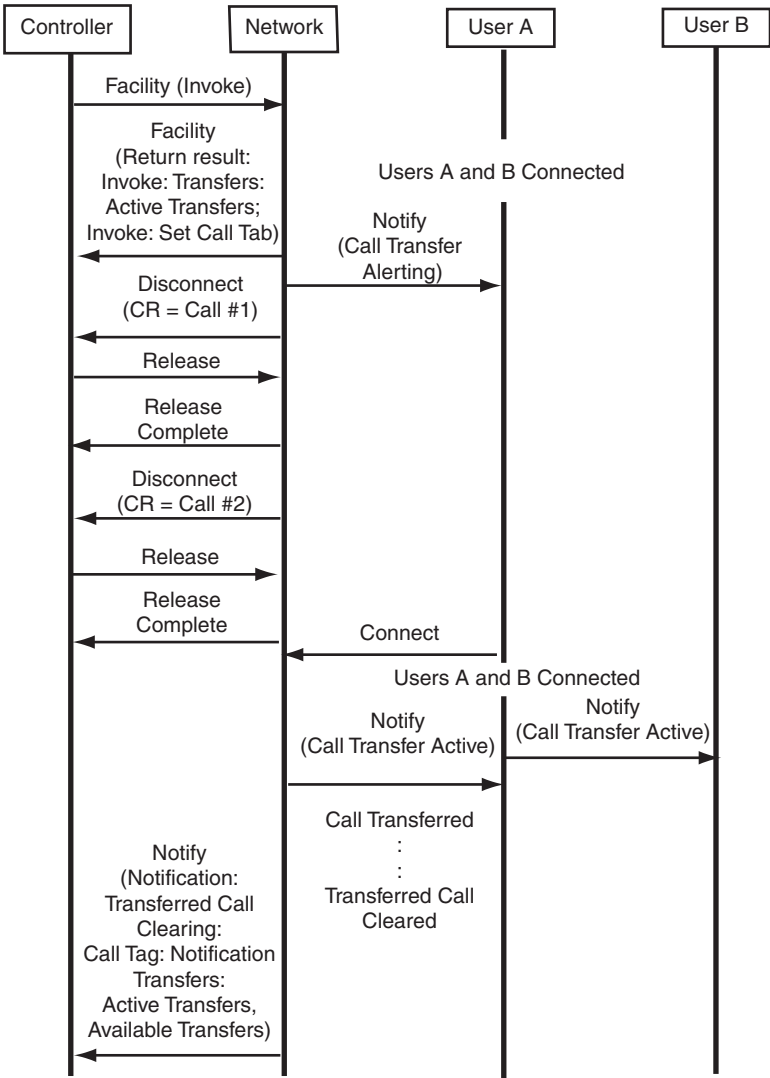 Controller
Network
User A
User B
Facility (Invoke)
Facility
(Return result:
Invoke: Transfers:
Active Transfers;
Invoke: Set Call Tab)
Users A and B Connected
Notify
(Call Transfer
Alerting)
Disconnect
(CR = Call #1)
Release
Release
Complete
Disconnect
(CR = Call #2)
Release
Release
Complete
Connect
Users A and B Connected
Notify
(Call Transfer Active)
Notify
(Call Transfer Active)
Call Transferred
:
:
Transferred Call
Cleared
Notify
(Notification:
Transferred Call
Clearing:
Call Tag: Notification
Transfers:
Active Transfers,
Available Transfers)